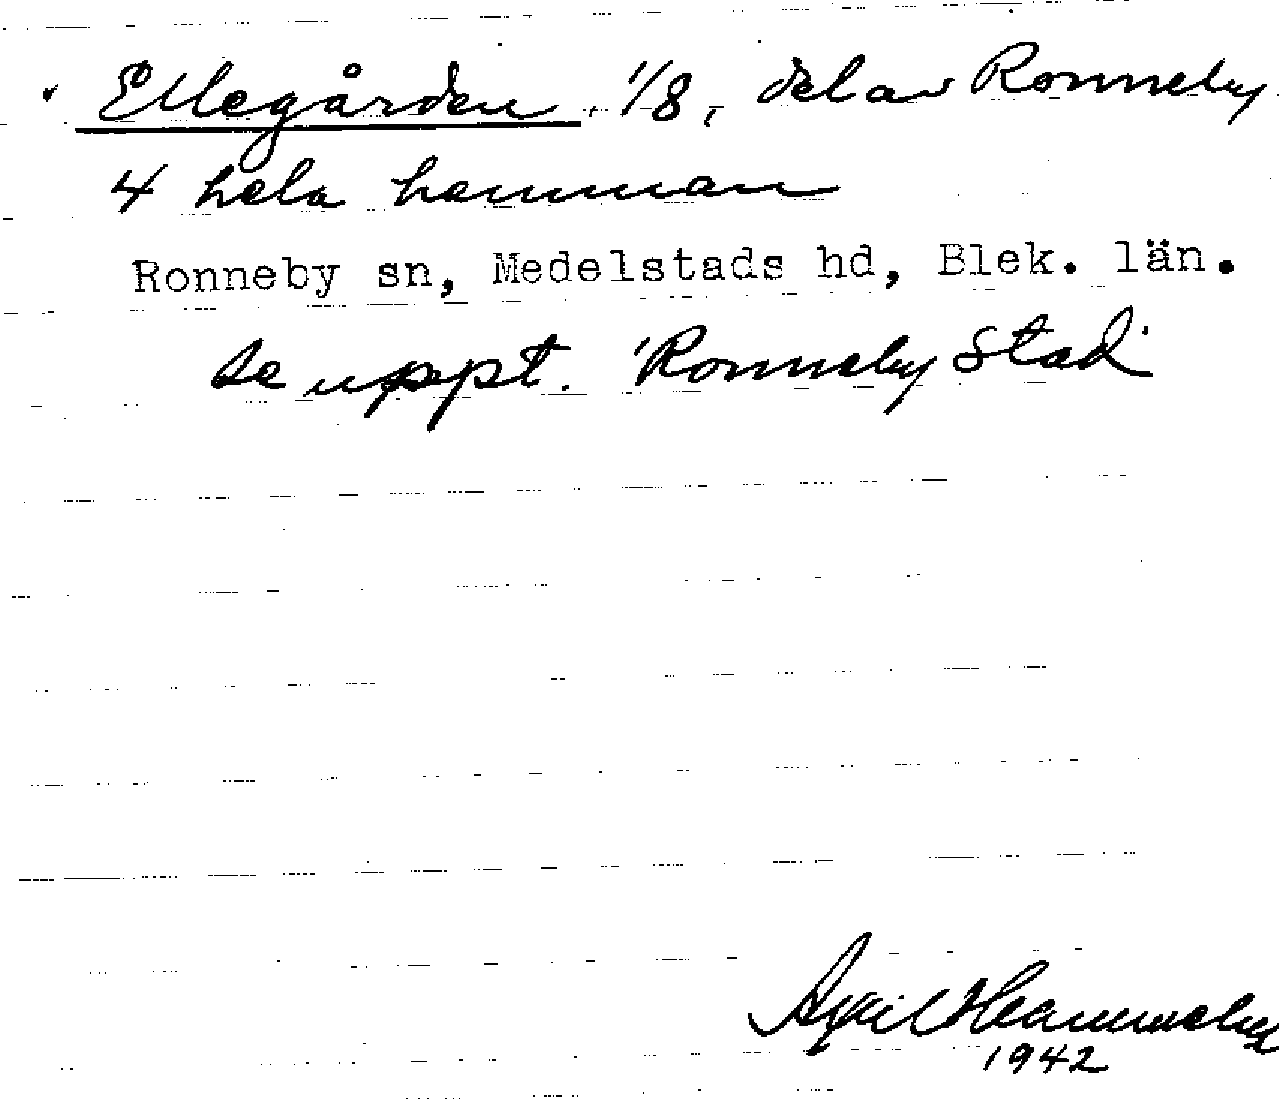 Ellegården, 1/8, del av Ronneby
4 hela hemman
Ronneby sn, Medelstads hd, Blek. län.
se uppt. Ronneby Stad
Axel
1942